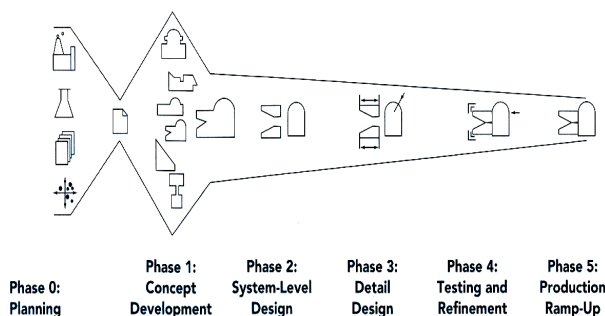 Phase 0:
Planning
Phase 1:
Concept
Development
Phase 2:
System-Level
Design
Phase 3:
Detail
Design
Phase 4:
Testing and
Refinement
Phase 5:
Production
Ramp-Up